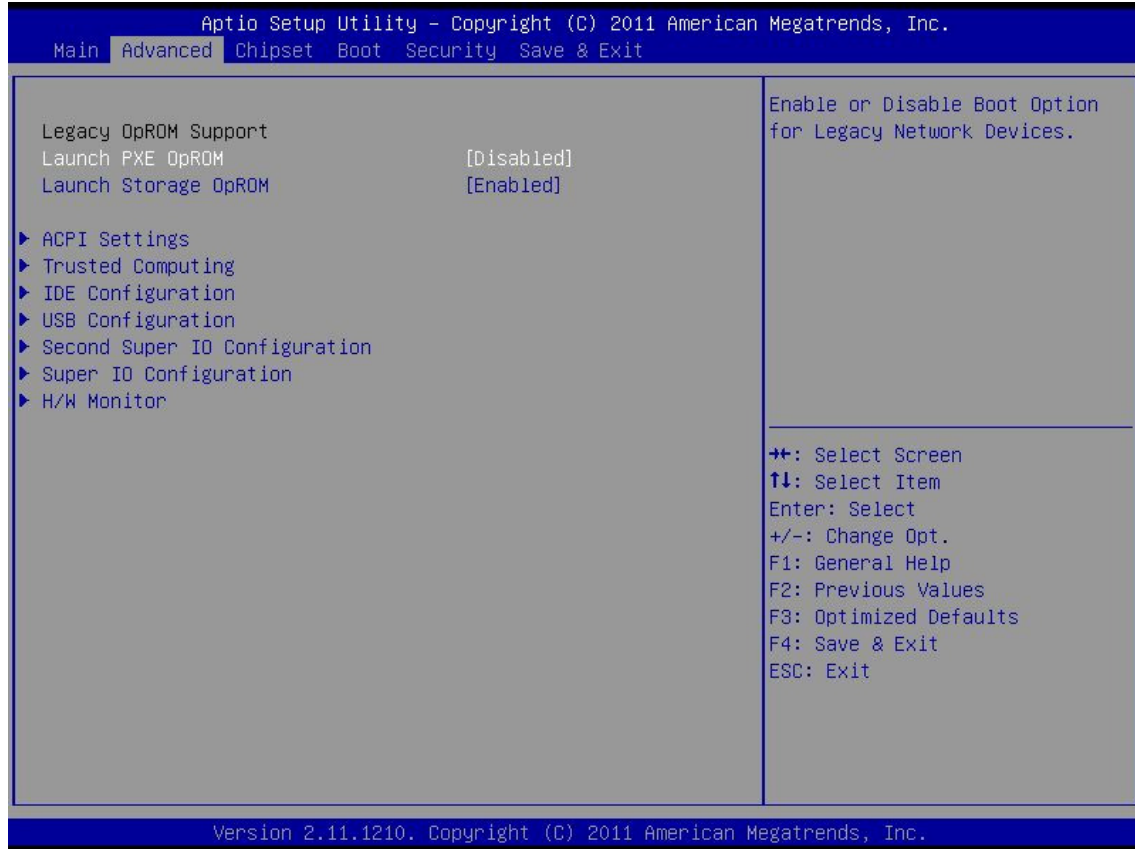 Aptio Setup Utility – Copyright (C) 2011 American Megatrends, Inc.
Main Advanced Chipset Boot Security Save & Exit
Legacy OpROM Support
Launch PXE OpROM [Disabled]
Launch Storage OpROM [Enabled]
▶ ACPI Settings
▶ Trusted Computing
▶ IDE Configuration
▶ USB Configuration
▶ Second Super IO Configuration
▶ Super IO Configuration
▶ H/W Monitor
Enable or Disable Boot Option
for Legacy Network Devices.
→←: Select Screen
↑↓: Select Item
Enter: Select
+/-: Change Opt.
F1: General Help
F2: Previous Values
F3: Optimized Defaults
F4: Save & Exit
ESC: Exit
Version 2.11.1210. Copyright (C) 2011 American Megatrends, Inc.